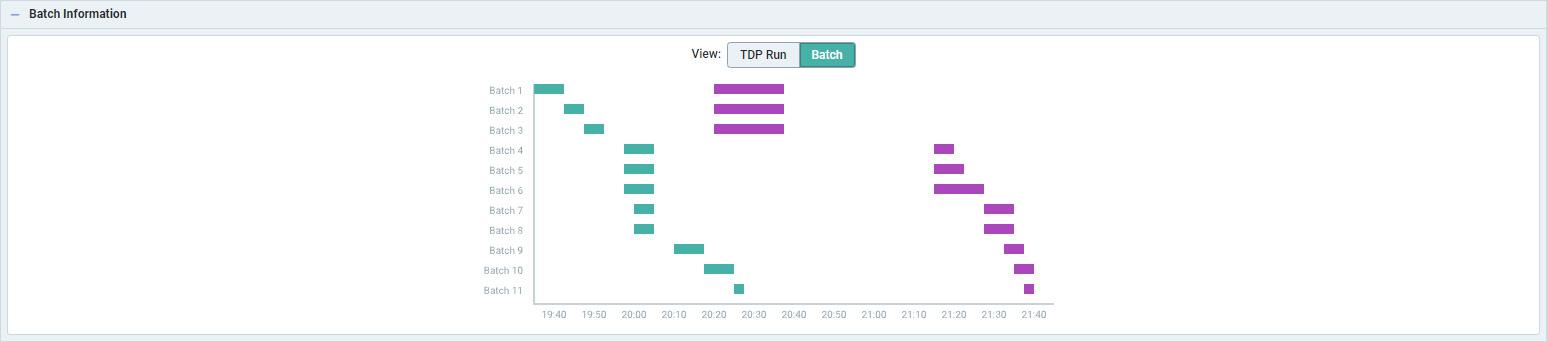 Batch Information
View: TDP Run Batch
Batch 1
Batch 2
Batch 3
Batch 4
Batch 5
Batch 6
Batch 7
Batch 8
Batch 9
Batch 10
Batch 11
19:40 19:50 20:00 20:10 20:20 20:30 20:40 20:50 21:00 21:10 21:20 21:30 21:40